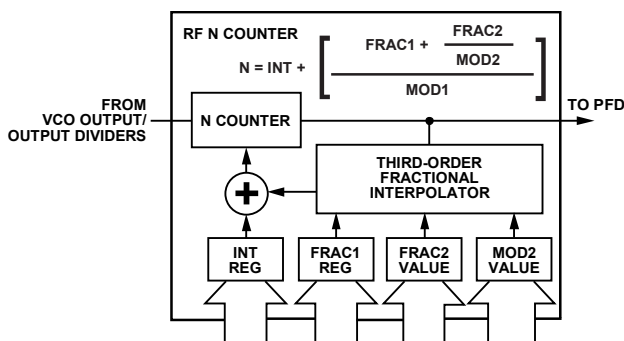 RF N COUNTER
N = INT +
FRAC1 +
FRAC2
MOD2
MOD1
FROM
VCO OUTPUT/
OUTPUT DIVIDERS
N COUNTER
TO PFD
THIRD-ORDER
FRACTIONAL
INTERPOLATOR
+
INT
REG
FRAC1
REG
FRAC2
VALUE
MOD2
VALUE